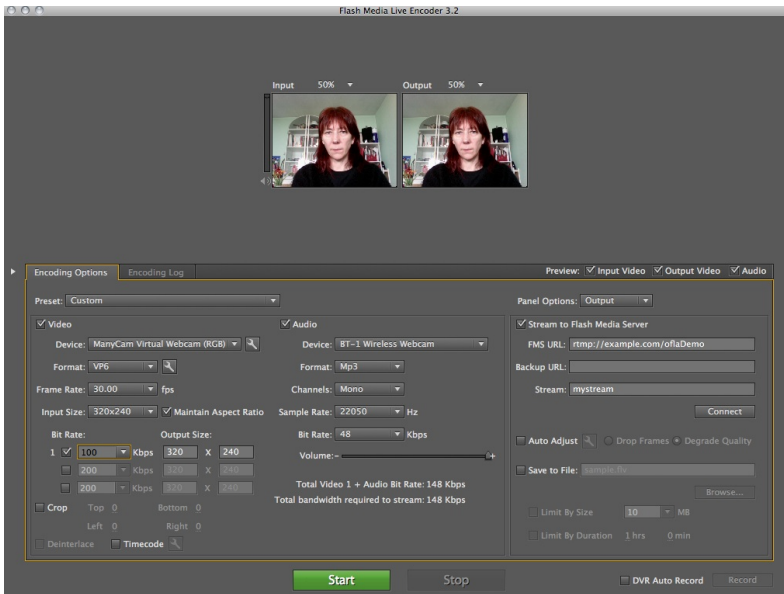 Flash Media Live Encoder 3.2
Input 50% Output 50%
Encoding Options Encoding Log Preview: Input Video Output Video Audio
Preset: Custom Panel Options: Output
Video Audio Stream to Flash Media Server
Device: ManyCam Virtual Webcam (RGB) Device: BT-1 Wireless Webcam FMS URL: rtmp://example.com/oflaDemo
Format: VP6 Format: Mp3 Backup URL:
Frame Rate: 30.00 fps Channels: Mono Stream: mystream
Input Size: 320x240 Maintain Aspect Ratio Sample Rate: 22050 Hz Connect
Bit Rate: Output Size: Bit Rate: 48 Kbps Auto Adjust Drop Frames Degrade Quality
1 100 Kbps 320 X 240 Volume:- +
200 Kbps 320 X 240 Save to File: sample.flv
200 Kbps 320 X 240 Total Video 1 + Audio Bit Rate: 148 Kbps Browse...
Total bandwidth required to stream: 148 Kbps
Crop Top 0 Bottom 0 Limit By Size 10 MB
Left 0 Right 0 Limit By Duration 1 hrs 0 min
Deinterlace Timecode
Start Stop DVR Auto Record Record